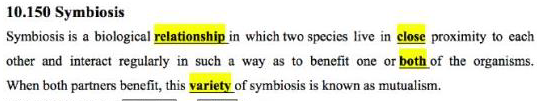 10.150 Symbiosis
Symbiosis is a biological relationship in which two species live in close proximity to each
other and interact regularly in such a way as to benefit one or both of the organisms.
When both partners benefit, this variety of symbiosis is known as mutualism.